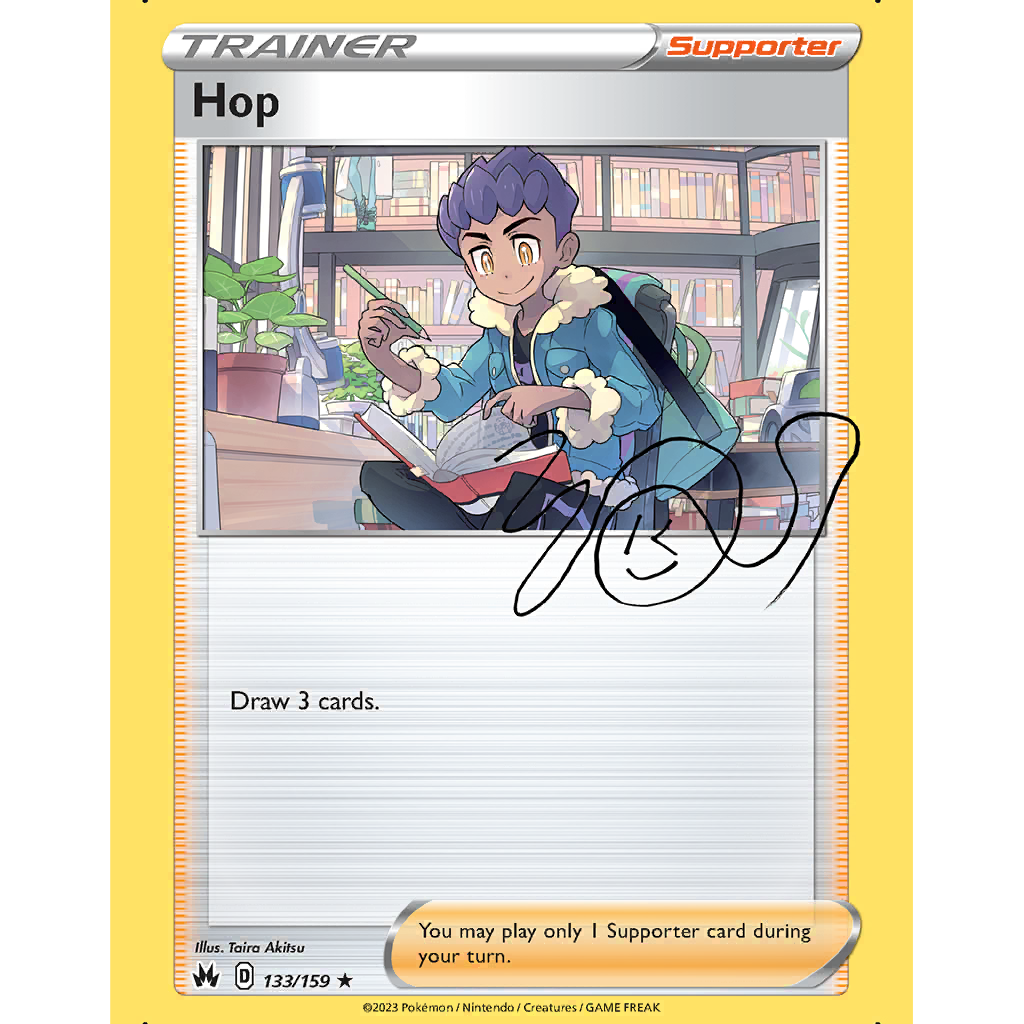 TRAINER
Supporter
Hop
Draw 3 cards.
Illus. Taira Akitsu
You may play only 1 Supporter card during
your turn.
D 133/159 ★
©2023 Pokémon / Nintendo / Creatures / GAME FREAK